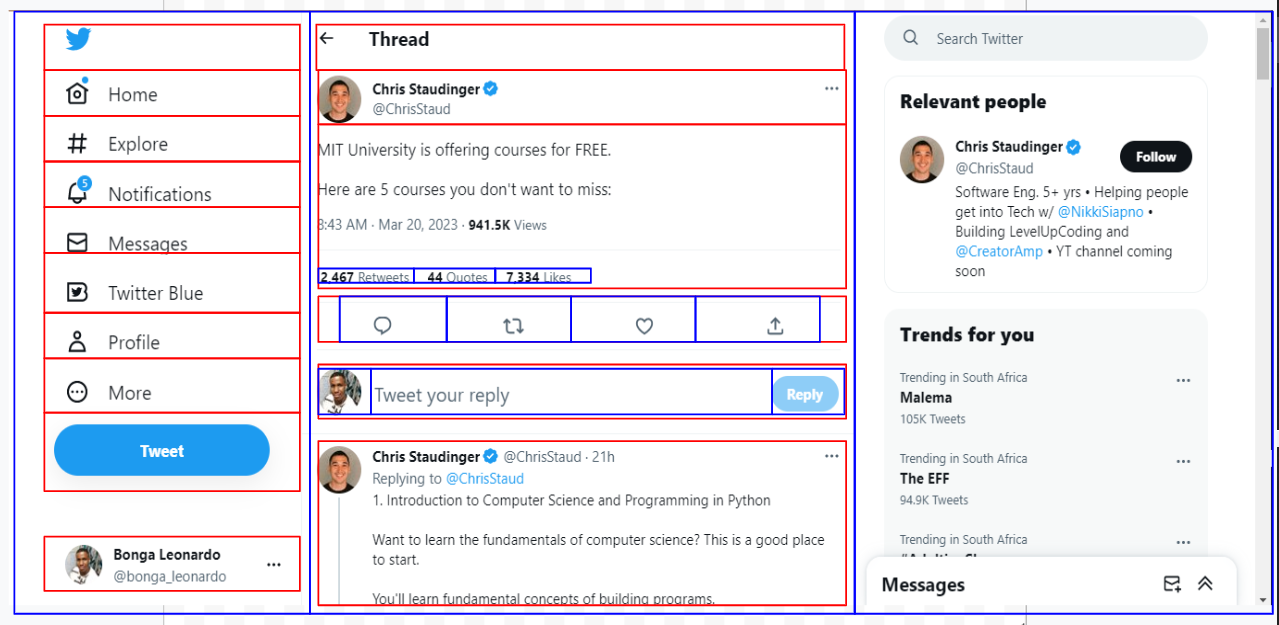 Home
Explore
5
Notifications
Messages
Twitter Blue
Profile
More
Tweet
Bonga Leonardo
@bonga_leonardo
Thread
Chris Staudinger
@ChrisStaud
MIT University is offering courses for FREE.
Here are 5 courses you don't want to miss:
8:43 AM · Mar 20, 2023 · 941.5K Views
2,467 Retweets 44 Quotes 7,334 Likes
Tweet your reply
Reply
Chris Staudinger @ChrisStaud · 21h
Replying to @ChrisStaud
1. Introduction to Computer Science and Programming in Python
Want to learn the fundamentals of computer science? This is a good place
to start.
You'll learn fundamental concepts of building programs.
Search Twitter
Relevant people
Chris Staudinger
@ChrisStaud
Follow
Software Eng. 5+ yrs • Helping people
get into Tech w/ @NikkiSiapno •
Building LevelUpCoding and
@CreatorAmp • YT channel coming
soon
Trends for you
Trending in South Africa
Malema
105K Tweets
Trending in South Africa
The EFF
94.9K Tweets
Trending in South Africa
Messages